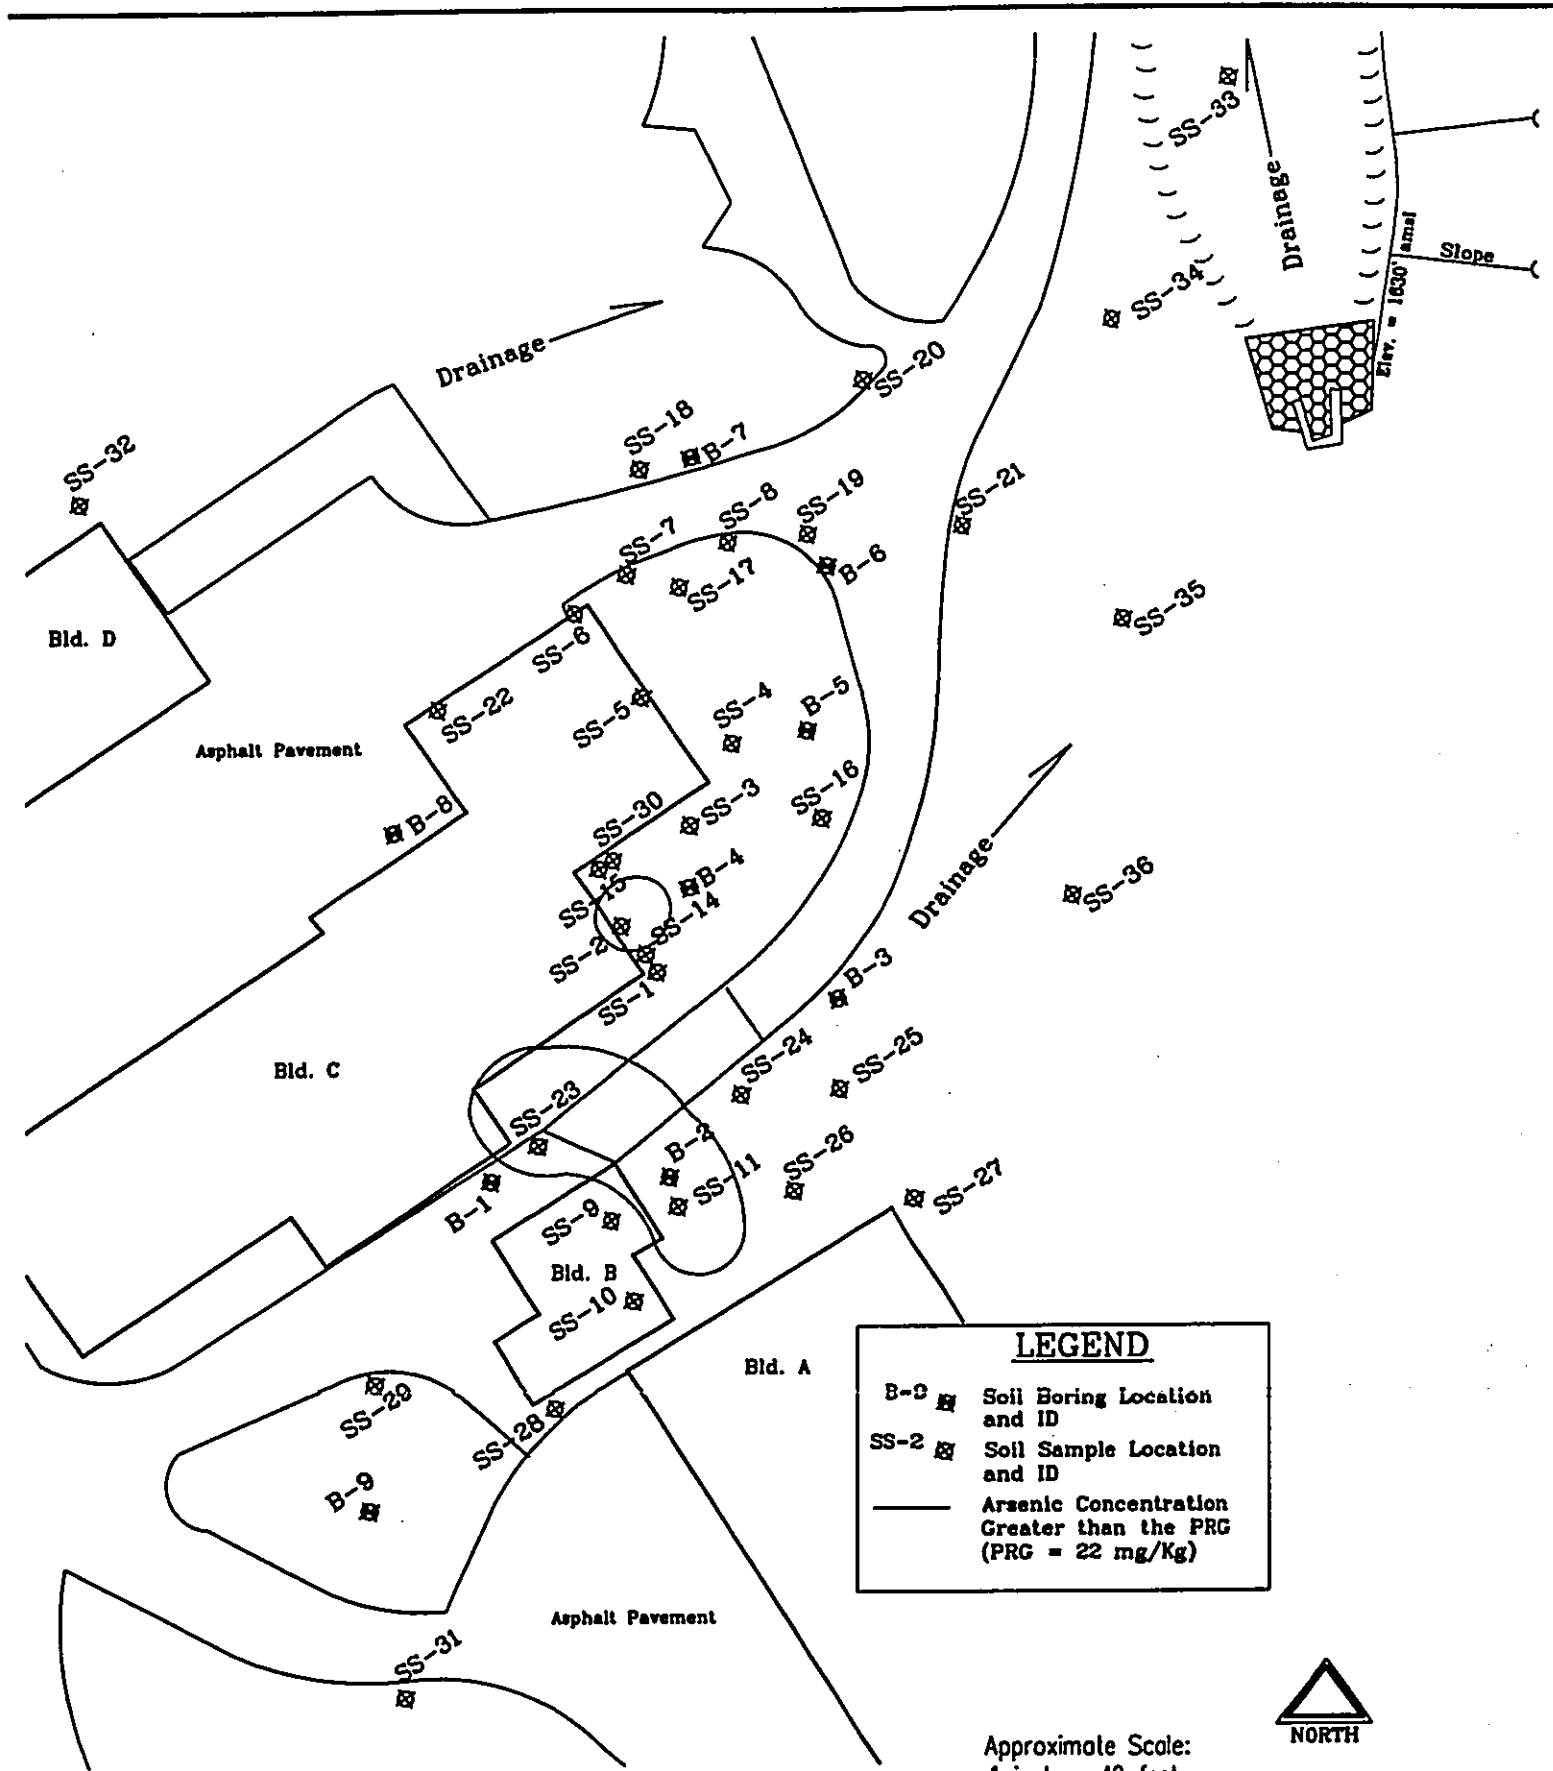 SS-33
Drainage
SS-34
Elev. = 1630' amsl
Slope
Drainage
SS-20
SS-18
B-7
SS-32
SS-8
SS-19
SS-21
SS-7
SS-17
B-6
SS-35
Bld. D
SS-6
SS-22
SS-5
SS-4
B-5
Asphalt Pavement
SS-16
SS-30
SS-3
B-8
B-4
SS-15
SS-14
Drainage
SS-36
SS-2
SS-1
B-3
SS-24
SS-25
Bld. C
SS-23
B-2
SS-26
SS-11
SS-27
B-1
SS-9
Bld. B
SS-10
Bld. A
SS-29
SS-28
B-9
LEGEND
B-9 Soil Boring Location
and ID
SS-2 Soil Sample Location
and ID
Arsenic Concentration
Greater than the PRG
(PRG = 22 mg/Kg)
Asphalt Pavement
SS-31
NORTH
Approximate Scale: